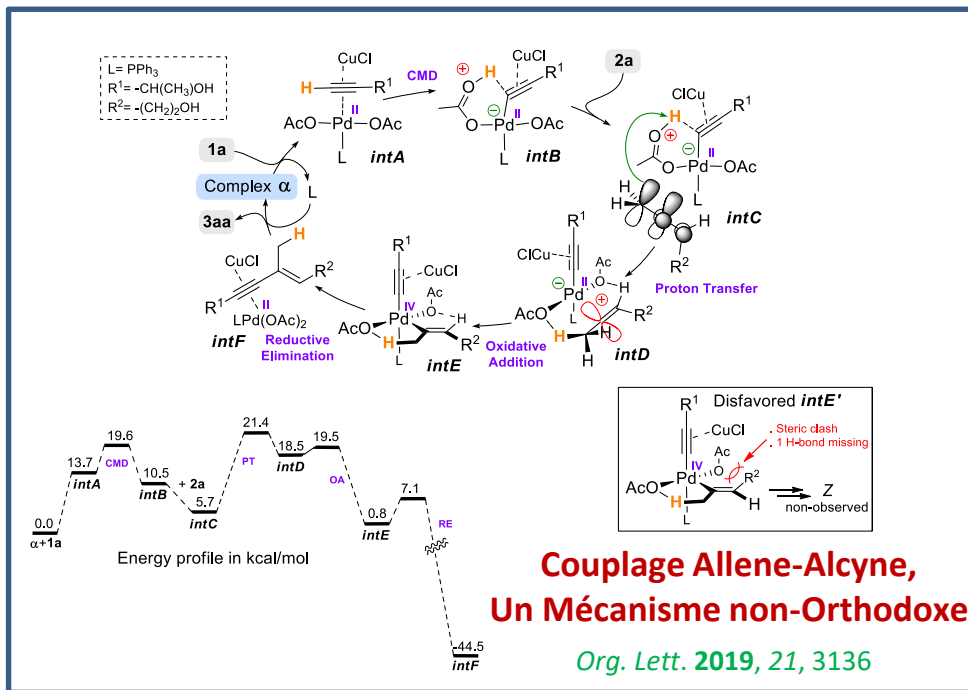 L= PPh3
R1= -CH(CH3)OH
R2= -(CH2)2OH
CuCl
H
R1
II
AcO
Pd
OAc
L
intA
CMD
CuCl
H
O
+
R1
−
II
O
Pd
OAc
L
intB
2a
ClCu
H
R1
O
+
−
II
O
Pd
OAc
L
H
H
H
R2
intC
Proton Transfer
R1
ClCu
Ac
O
II
−
Pd
H
+
AcO
L
R2
H
H
H
intD
Oxidative
Addition
R1
CuCl
Ac
O
IV
Pd
H
AcO
H
R2
L
intE
Reductive
Elimination
H
CuCl
R2
R1
II
LPd(OAc)2
intF
1a
Complex α
L
3aa
Disfavored intE'
R1
. Steric clash
. 1 H-bond missing
CuCl
Ac
O
IV
Pd
R2
AcO
H
H
L
Z
non-observed
0.0
α+1a
13.7
intA
19.6
CMD
10.5
intB
+ 2a
5.7
intC
21.4
PT
18.5
intD
19.5
OA
0.8
intE
7.1
RE
-44.5
intF
Energy profile in kcal/mol
Couplage Allene-Alcyne,
Un Mécanisme non-Orthodoxe
Org. Lett. 2019, 21, 3136